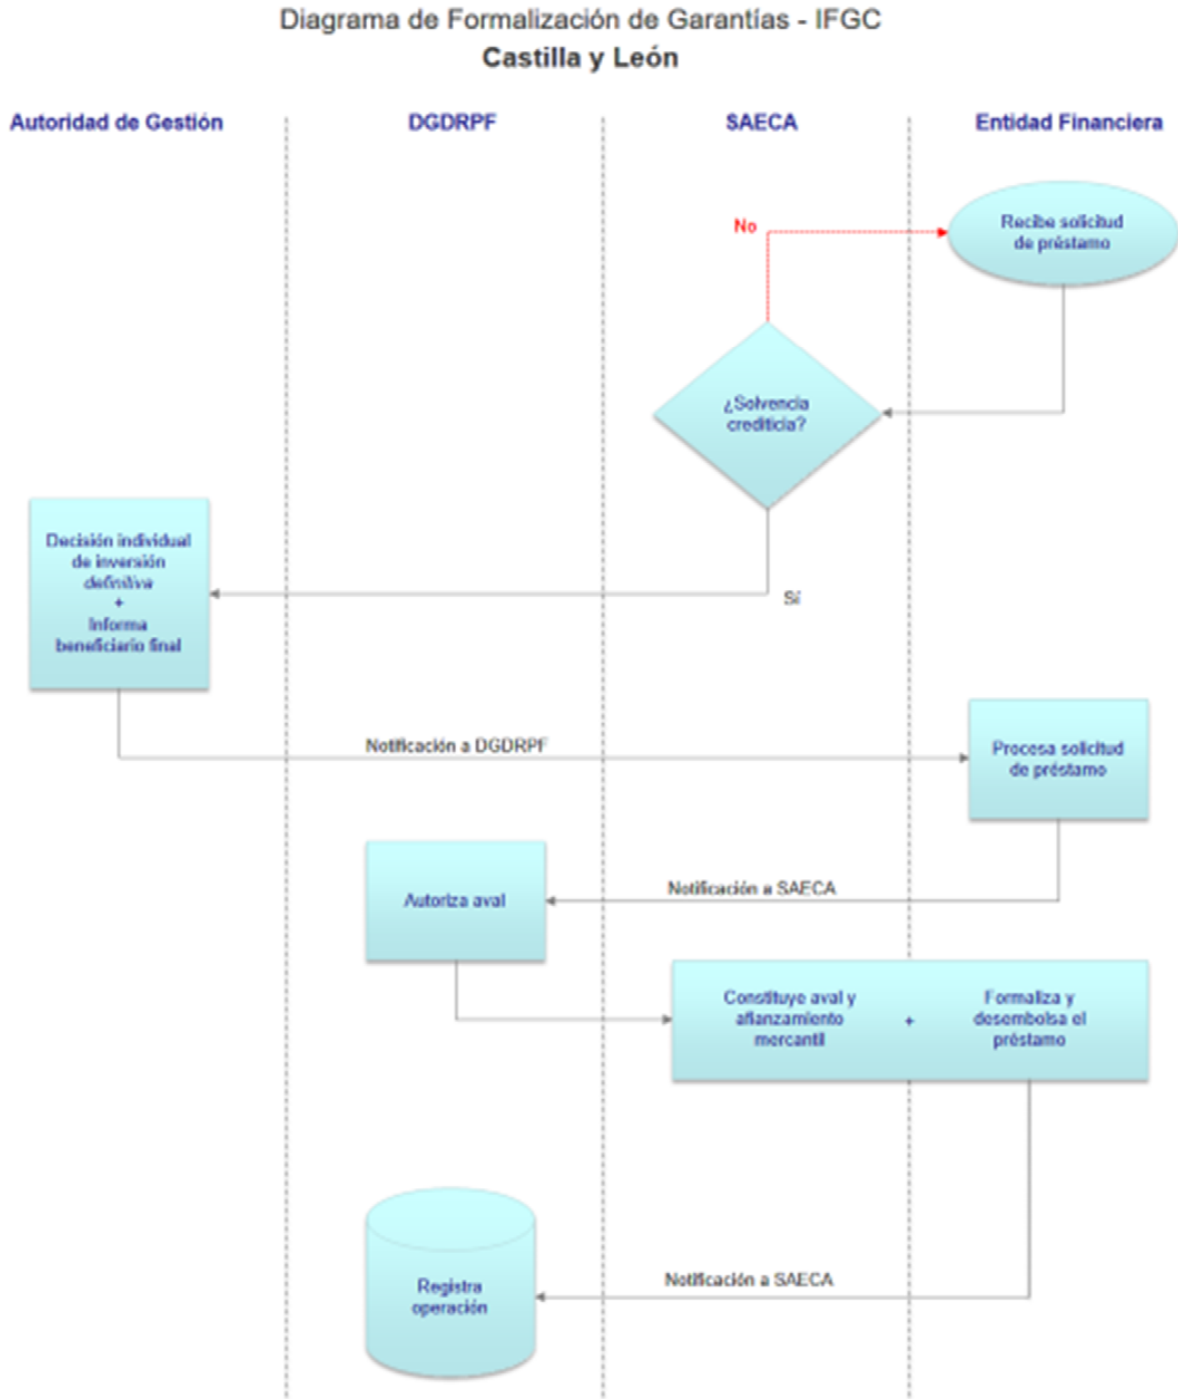 Diagrama de Formalización de Garantías - IFGC
Castilla y León
Autoridad de Gestión
DGDRPF
SAECA
Entidad Financiera
Recibe solicitud
de préstamo
No
¿Solvencia
crediticia?
Sí
Decisión individual
de inversión
definitiva
+
Informa
beneficiario final
Notificación a DGDRPF
Procesa solicitud
de préstamo
Notificación a SAECA
Autoriza aval
Constituye aval y
afianzamiento
mercantil
+
Formaliza y
desembolsa el
préstamo
Notificación a SAECA
Registra
operación